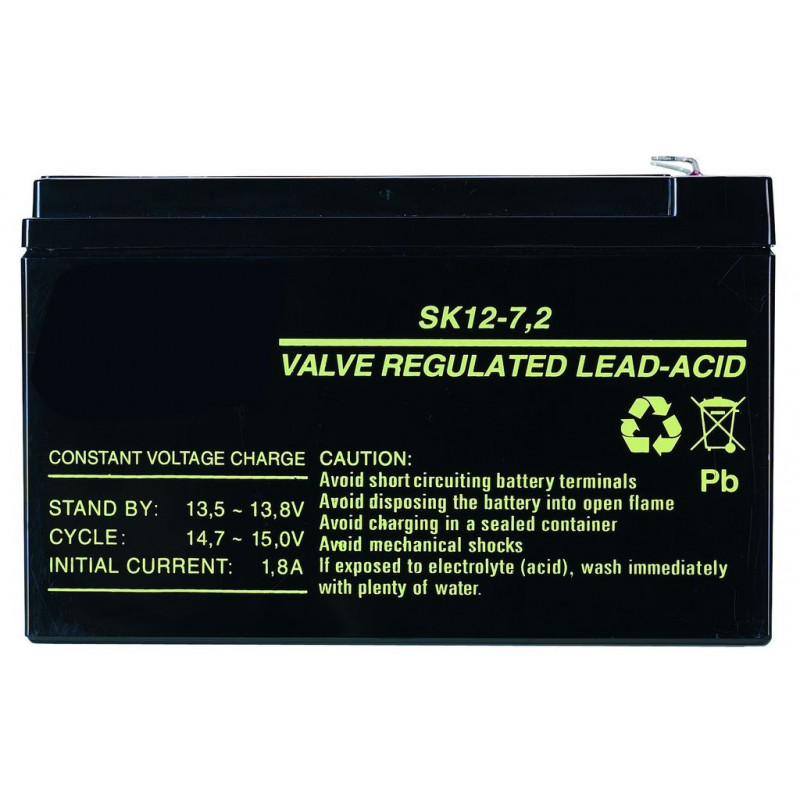 SK12-7,2
VALVE REGULATED LEAD-ACID
Pb
CONSTANT VOLTAGE CHARGE
STAND BY: 13,5 ~ 13,8V
CYCLE: 14,7 ~ 15,0V
INITIAL CURRENT: 1,8A
CAUTION:
Avoid short circuiting battery terminals
Avoid disposing the battery into open flame
Avoid charging in a sealed container
Avoid mechanical shocks
If exposed to electrolyte (acid), wash immediately
with plenty of water.